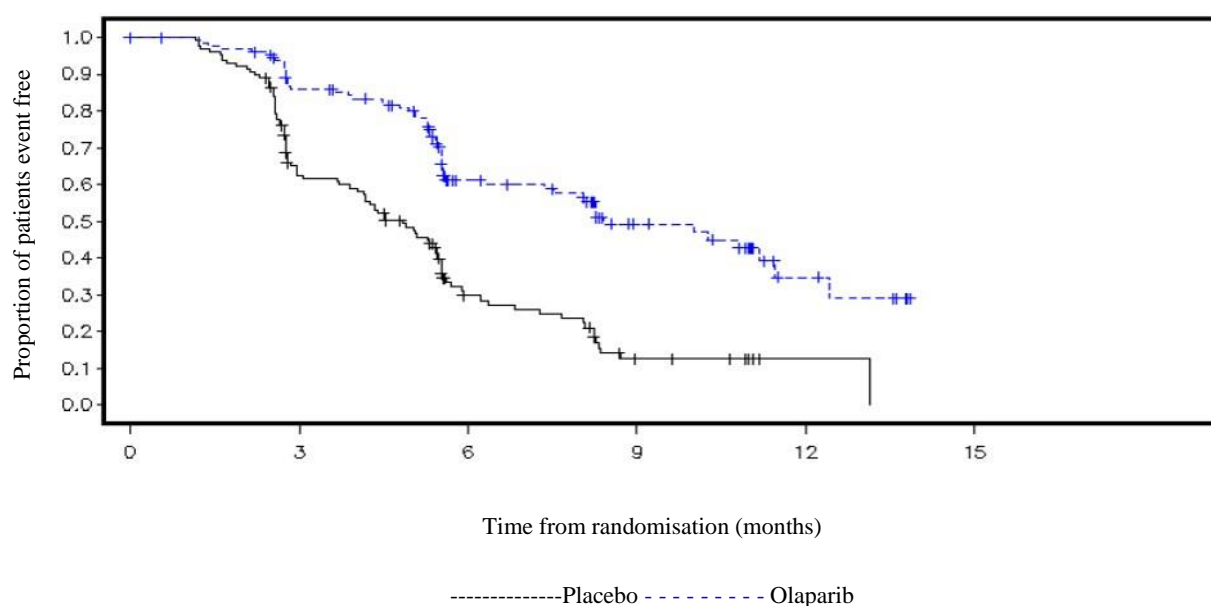 Proportion of patients event free
1.0
0.9
0.8
0.7
0.6
0.5
0.4
0.3
0.2
0.1
0.0
0 3 6 9 12 15
Time from randomisation (months)
Placebo Olaparib